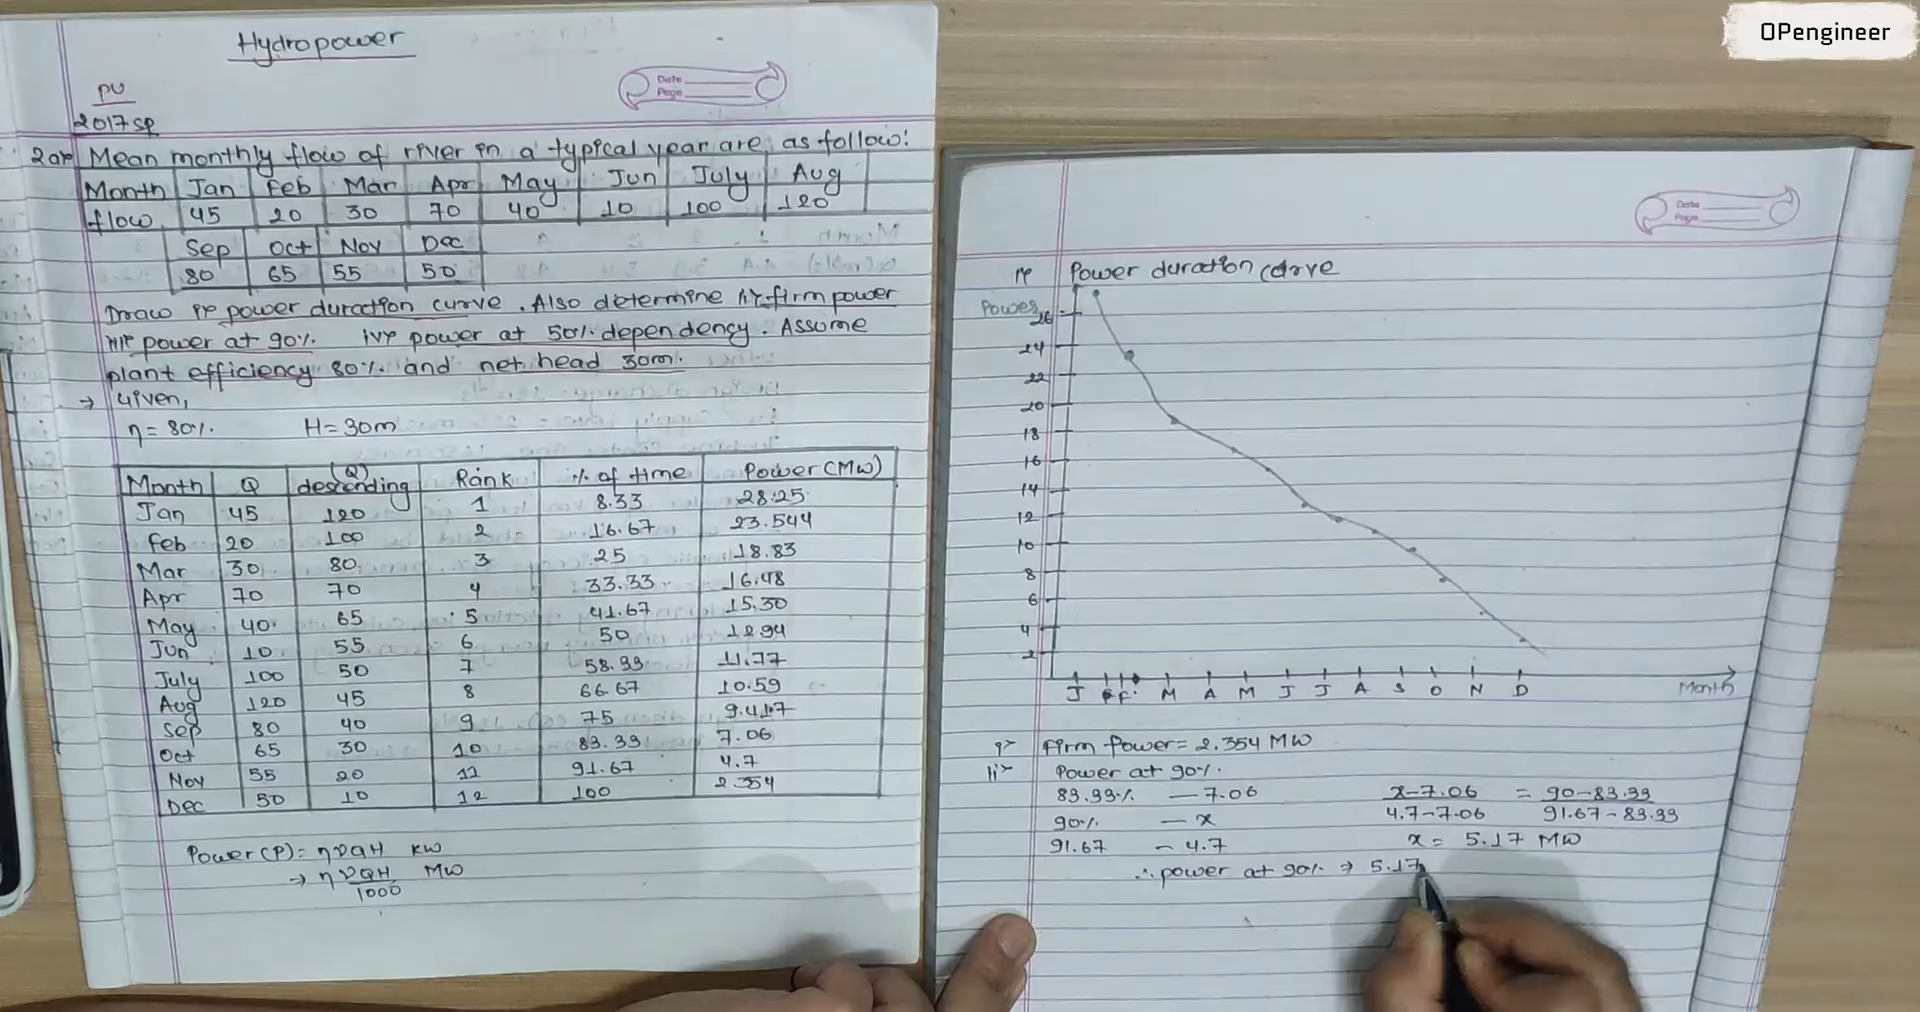 OPengineer
Hydropower
Date
Page
PU
2017 SP
2a) Mean monthly flow of river in a typical year are as follow:
Month Jan Feb Mar Apr May Jun July Aug
flow 45 20 30 70 40 10 100 120
Sep Oct Nov Dec
80 65 55 50
Draw i) power duration curve. Also determine ii) firm power
iii) power at 90% iv) power at 50% dependency. Assume
plant efficiency 80% and net head 30m.
→ Given,
η = 80% H = 30m
Month Q (Q) descending Rank % of time Power (MW)
Jan 45 120 1 8.33 28.25
Feb 20 100 2 16.67 23.544
Mar 30 80 3 25 18.83
Apr 70 70 4 33.33 16.48
May 40 65 5 41.67 15.30
Jun 10 55 6 50 12.94
July 100 50 7 58.33 11.77
Aug 120 45 8 66.67 10.59
Sep 80 40 9 75 9.417
Oct 65 30 10 83.33 7.06
Nov 55 20 11 91.67 4.7
Dec 50 10 12 100 2.354
Power (P) = ηγQH KW
→ ηγQH MW
1000
Date
Page
i) Power duration curve
Power
26
24
22
20
18
16
14
12
10
8
6
4
2
J F M A M J J A S O N D Month
i> Firm Power = 2.354 MW
ii> Power at 90%.
83.33% – 7.06 x-7.06 = 90-83.33
90% – x 4.7-7.06 91.67-83.33
91.67 – 4.7 x = 5.17 MW
∴ power at 90% → 5.17